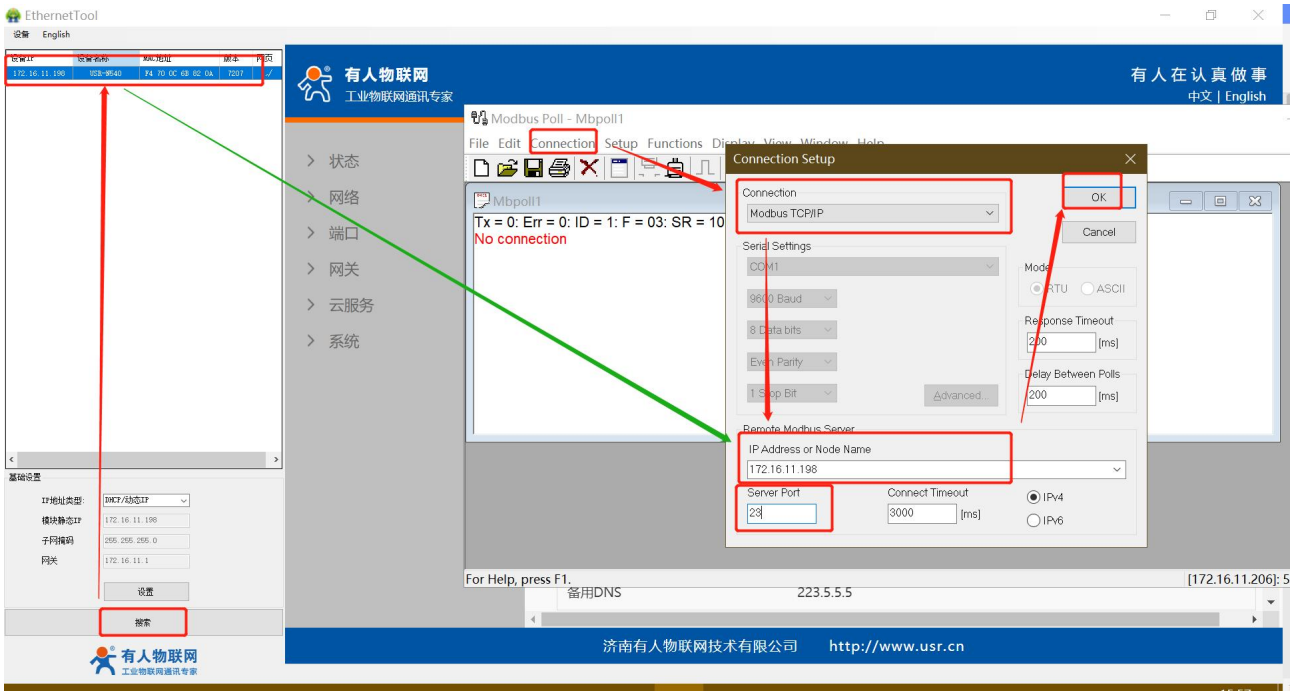 EthernetTool
设备 English
设备IP 设备名称 MAC地址 版本 网页
172.16.11.198 USR-N540 F4 70 0C 6B 82 0A 7207 √
基础设置
IP地址类型: DHCP/动态IP
模块静态IP 172.16.11.198
子网掩码 255.255.255.0
网关 172.16.11.1
设置
搜索
有人物联网
工业物联网通讯专家
有人物联网
工业物联网通讯专家
有人在认真做事
中文 | English
状态
网络
端口
网关
云服务
系统
Modbus Poll - Mbpoll1
File Edit Connection Setup Functions Display View Window Help
Mbpoll1
Tx = 0: Err = 0: ID = 1: F = 03: SR = 10
No connection
Connection Setup
Connection
Modbus TCP/IP
OK
Cancel
Serial Settings
COM1
9600 Baud
8 Data bits
Even Parity
1 Stop Bit
Advanced...
Mode
RTU ASCII
Response Timeout
200 [ms]
Delay Between Polls
200 [ms]
Remote Modbus Server
IP Address or Node Name
172.16.11.198
Server Port Connect Timeout
23 3000 [ms]
IPv4
IPv6
For Help, press F1.
[172.16.11.206]: 5
备用DNS 223.5.5.5
济南有人物联网技术有限公司 http://www.usr.cn